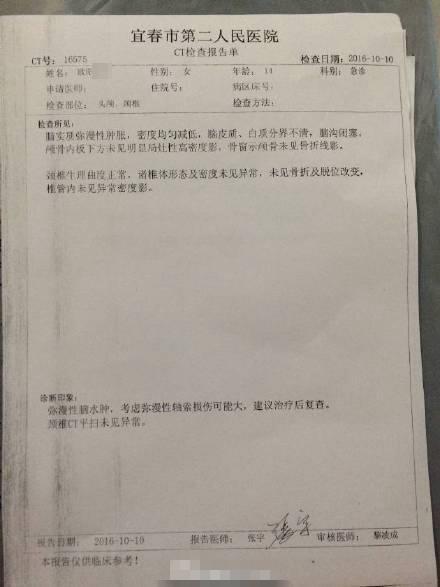 宜春市第二人民医院
CT检查报告单
CT号： 16575 检查日期：2016-10-10
姓名： 性别： 女 年龄： 14 科别：急诊
申请医师： 住院号： 病区床号：
检查部位： 头颅，颈椎 检查方法：
检查所见：
脑实质弥漫性肿胀，密度均匀减低，脑皮质、白质分界不清，脑沟闭塞，
颅骨内板下方未见明显局灶性高密度影，骨窗示颅骨未见骨折线影。
颈椎生理曲度正常，诸椎体形态及密度未见异常，未见骨折及脱位改变，
椎管内未见异常密度影。
诊断印象：
弥漫性脑水肿，考虑弥漫性轴索损伤可能大，建议治疗后复查。
颈椎CT平扫未见异常。
报告日期： 2016-10-10 报告医师： 张宇 审核医师： 黎凌成
本报告仅供临床参考！